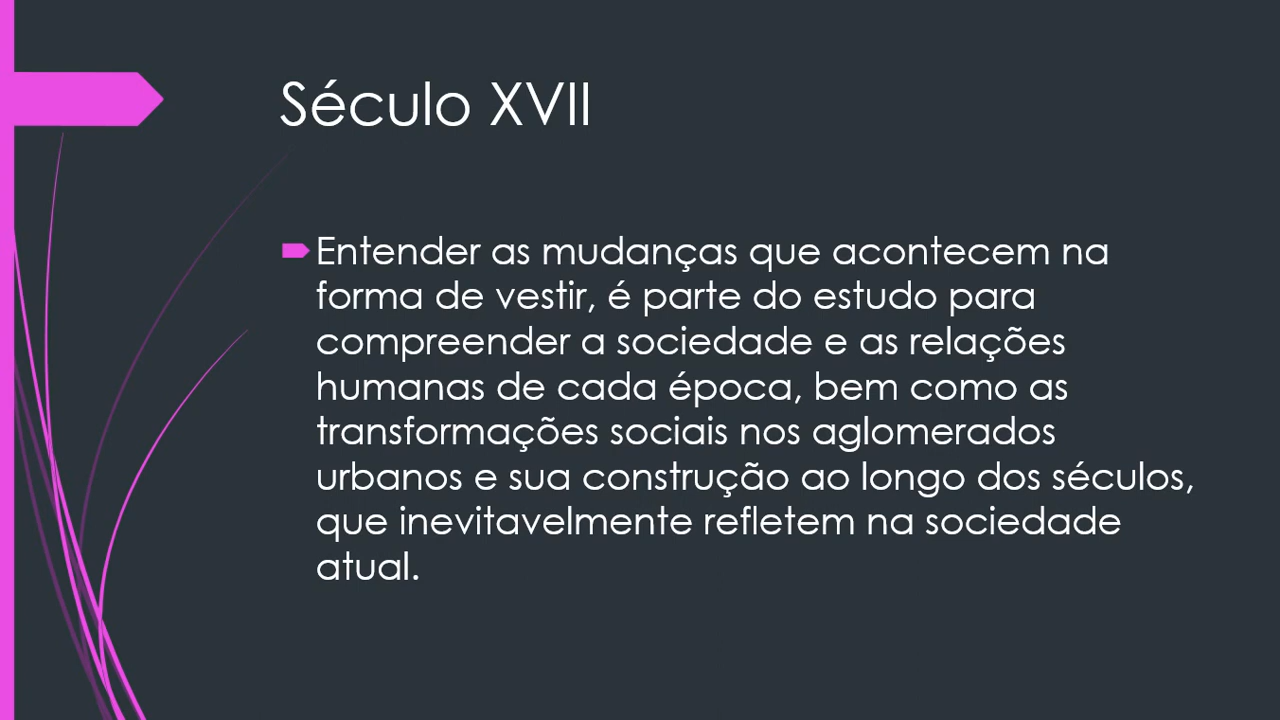 Século XVII
Entender as mudanças que acontecem na
forma de vestir, é parte do estudo para
compreender a sociedade e as relações
humanas de cada época, bem como as
transformações sociais nos aglomerados
urbanos e sua construção ao longo dos séculos,
que inevitavelmente refletem na sociedade
atual.